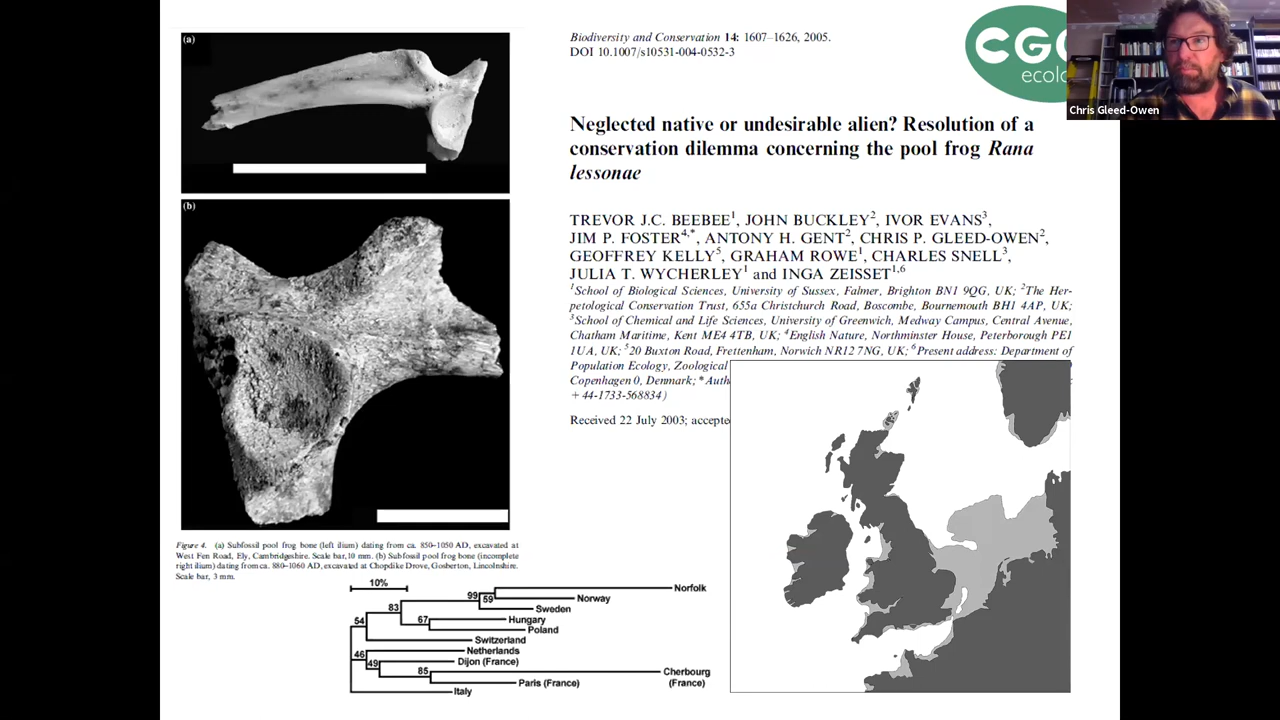 (a)
(b)
Figure 4. (a) Subfossil pool frog bone (left ilium) dating from ca. 850–1050 AD, excavated at
West Fen Road, Ely, Cambridgeshire. Scale bar, 10 mm. (b) Subfossil pool frog bone (incomplete
right ilium) dating from ca. 880–1060 AD, excavated at Chopdike Drove, Gosberton, Lincolnshire.
Scale bar, 3 mm.
Biodiversity and Conservation 14: 1607–1626, 2005.
DOI 10.1007/s10531-004-0532-3
CGO
ecol
Chris Gleed-Owen
Neglected native or undesirable alien? Resolution of a
conservation dilemma concerning the pool frog Rana
lessonae
TREVOR J.C. BEEBEE1, JOHN BUCKLEY2, IVOR EVANS3,
JIM P. FOSTER4,*, ANTONY H. GENT2, CHRIS P. GLEED-OWEN2,
GEOFFREY KELLY5, GRAHAM ROWE1, CHARLES SNELL3,
JULIA T. WYCHERLEY1 and INGA ZEISSET1,6
1School of Biological Sciences, University of Sussex, Falmer, Brighton BN1 9QG, UK; 2The Her-
petological Conservation Trust, 655a Christchurch Road, Boscombe, Bournemouth BH1 4AP, UK;
3School of Chemical and Life Sciences, University of Greenwich, Medway Campus, Central Avenue,
Chatham Maritime, Kent ME4 4TB, UK; 4English Nature, Northminster House, Peterborough PE1
1UA, UK; 520 Buxton Road, Frettenham, Norwich NR12 7NG, UK; 6Present address: Department of
Population Ecology, Zoological
Copenhagen 0, Denmark; *Auth
+44-1733-568834)
Received 22 July 2003; accepte
10%
99
59
83
67
54
46
49
85
Norfolk
Norway
Sweden
Hungary
Poland
Switzerland
Netherlands
Dijon (France)
Cherbourg
(France)
Paris (France)
Italy